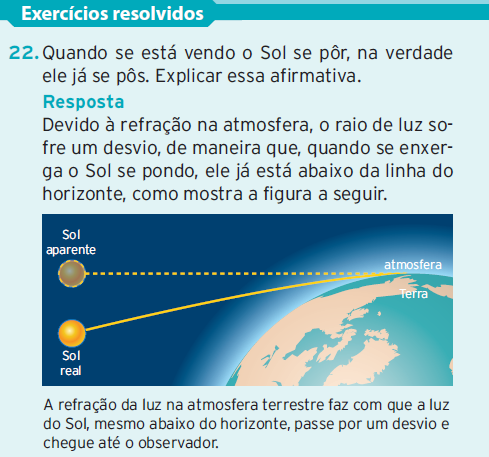 Exercícios resolvidos
22. Quando se está vendo o Sol se pôr, na verdade
ele já se pôs. Explicar essa afirmativa.
Resposta
Devido à refração na atmosfera, o raio de luz so-
fre um desvio, de maneira que, quando se enxer-
ga o Sol se pondo, ele já está abaixo da linha do
horizonte, como mostra a figura a seguir.
Sol
aparente
atmosfera
Terra
Sol
real
A refração da luz na atmosfera terrestre faz com que a luz
do Sol, mesmo abaixo do horizonte, passe por um desvio e
chegue até o observador.